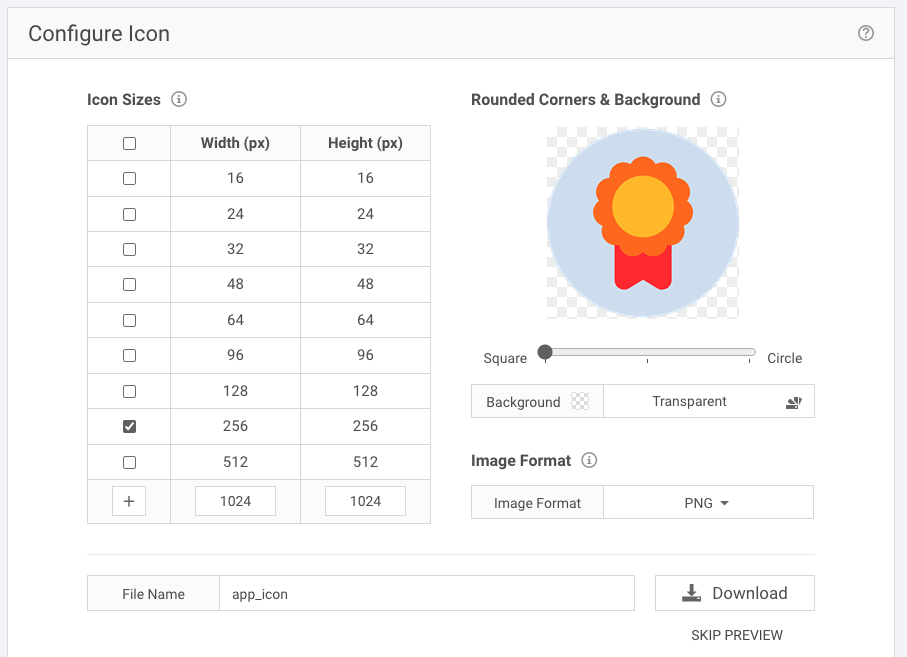 Configure Icon
Icon Sizes
Rounded Corners & Background
Width (px) Height (px)
16 16
24 24
32 32
48 48
64 64
96 96
128 128
256 256
512 512
+ 1024 1024
Square Circle
Background Transparent
Image Format
Image Format PNG
File Name app_icon
Download
SKIP PREVIEW